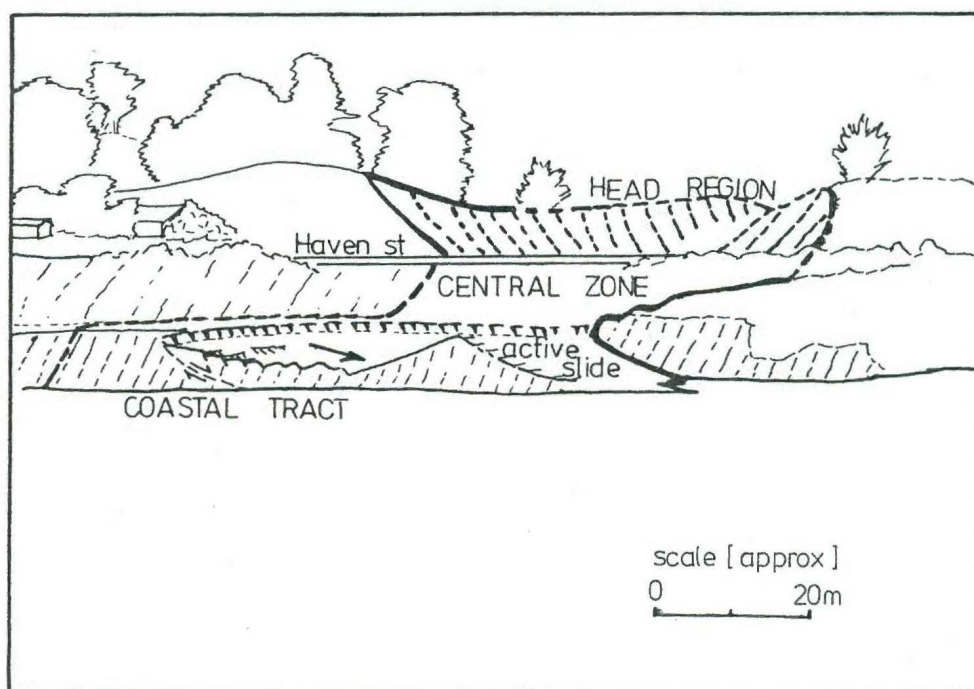 HEAD REGION
Haven st
CENTRAL ZONE
active
slide
COASTAL TRACT
scale [approx]
0 20m